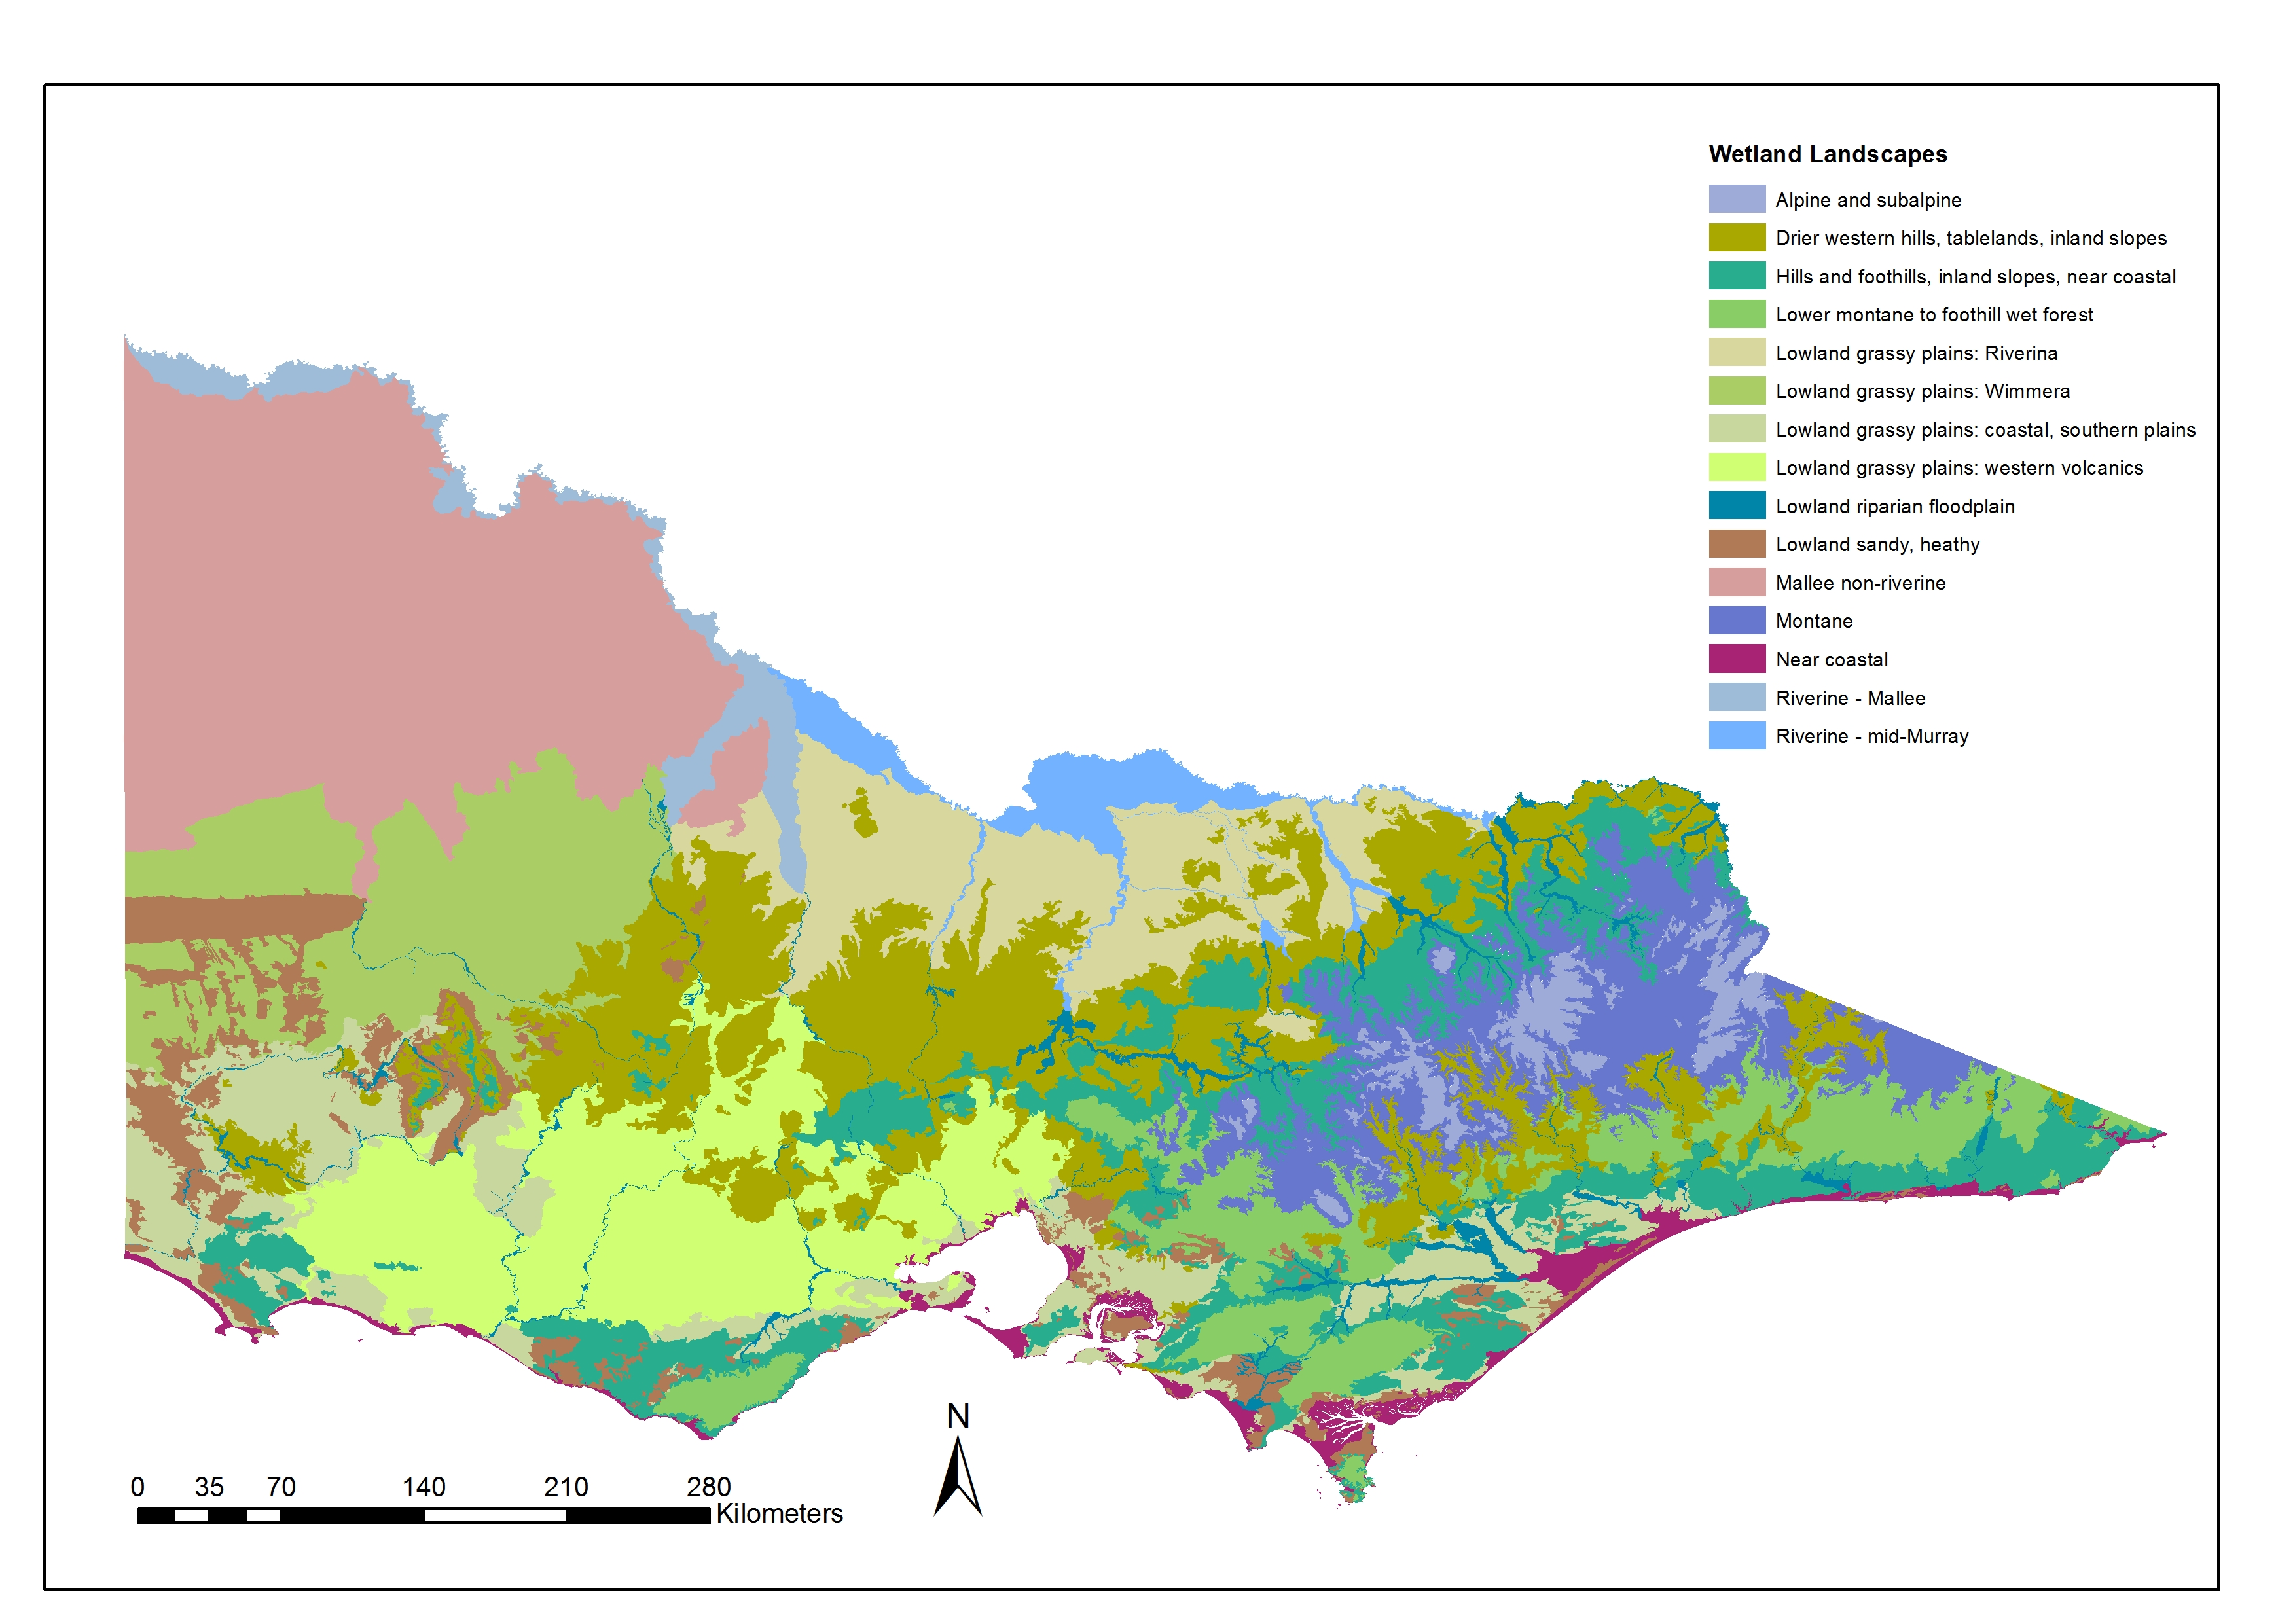 Wetland Landscapes
Alpine and subalpine
Drier western hills, tablelands, inland slopes
Hills and foothills, inland slopes, near coastal
Lower montane to foothill wet forest
Lowland grassy plains: Riverina
Lowland grassy plains: Wimmera
Lowland grassy plains: coastal, southern plains
Lowland grassy plains: western volcanics
Lowland riparian floodplain
Lowland sandy, heathy
Mallee non-riverine
Montane
Near coastal
Riverine - Mallee
Riverine - mid-Murray
N
0 35 70 140 210 280
Kilometers